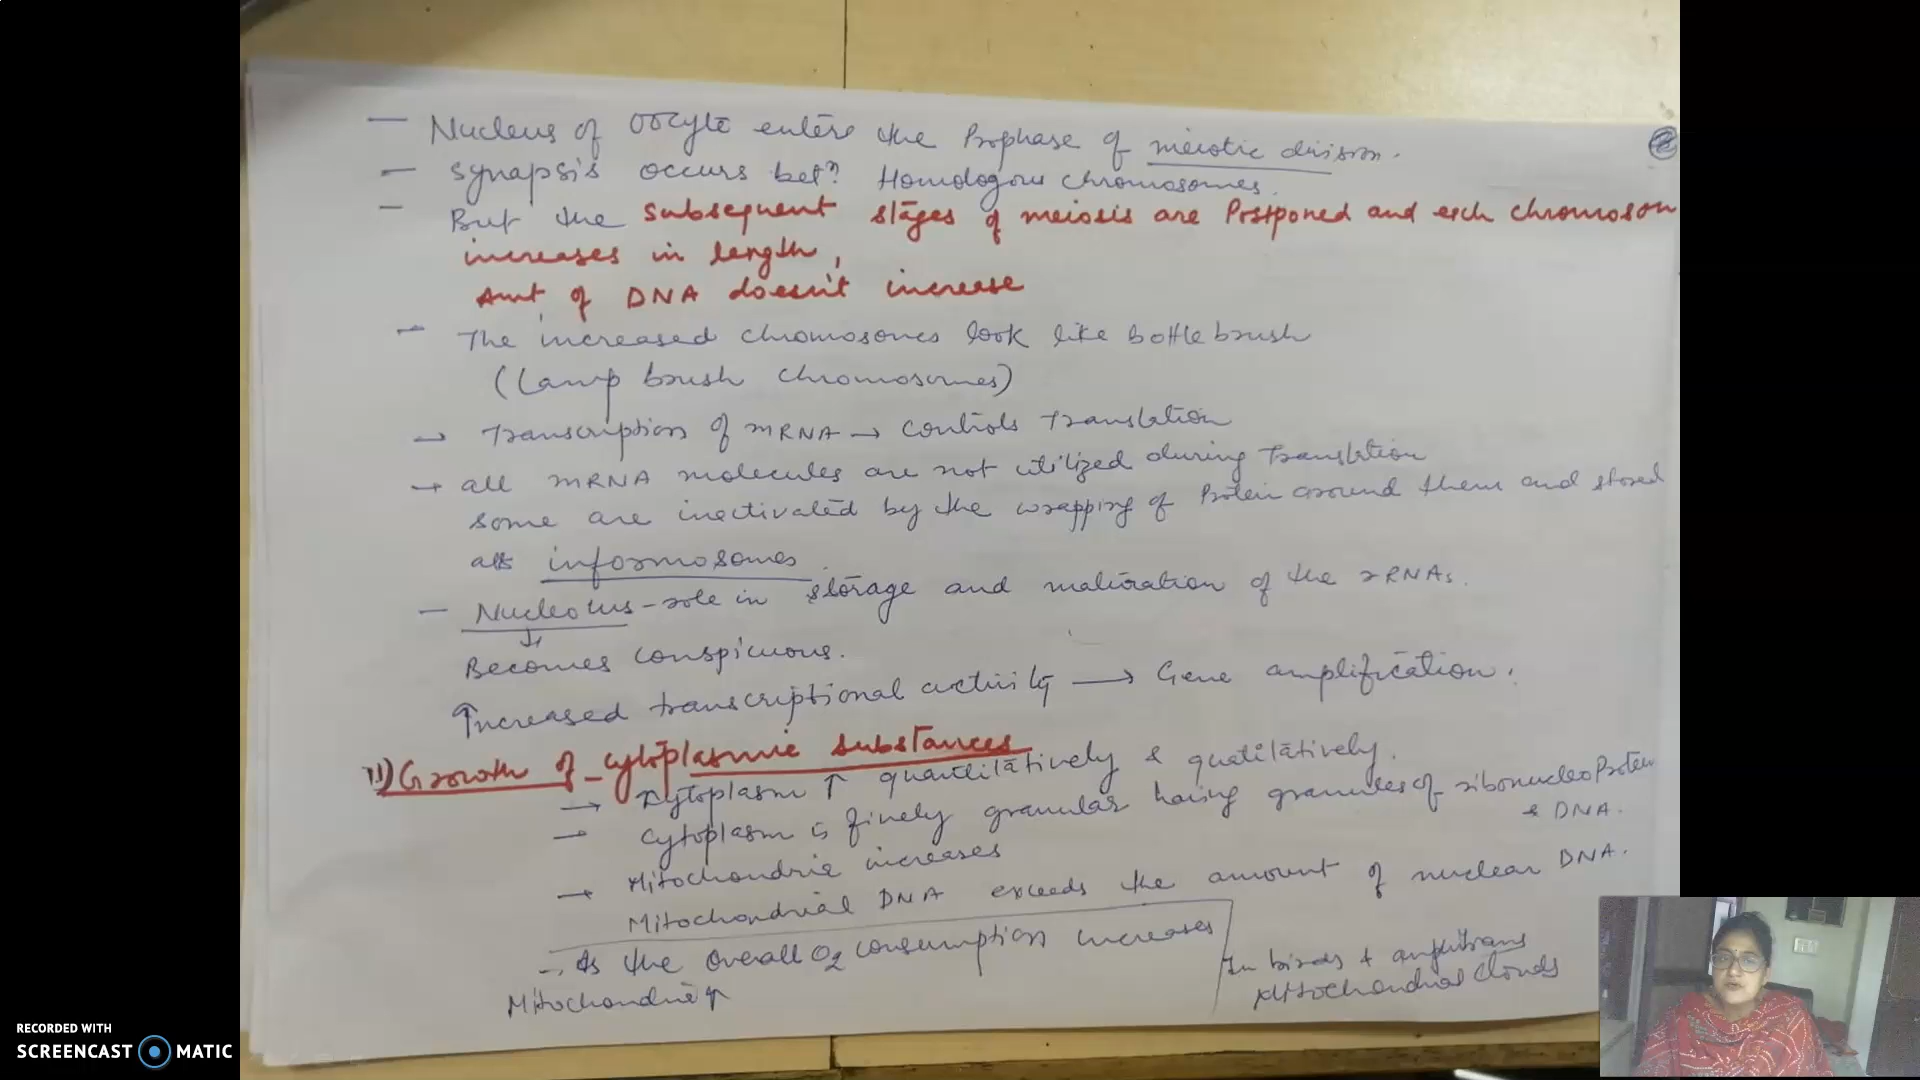 — Nucleus of Oocyte enters the Prophase of meiotic division.
— Synapsis occurs betn Homologous chromosomes.
— But the subsequent stages of meiosis are Postponed and each chromosom
increases in length,
Amt of DNA doesn't increase
— The increased chromosomes look like bottle brush
(Lamp brush chromosomes)
→ Transcription of mRNA → controls Translation
→ all mRNA molecules are not utilized during Translation
some are inactivated by the wrapping of Protein around them and stored
as informosomes
— Nucleolus - role in storage and maturation of the rRNAs.
↓
Becomes conspicuous.
Increased transcriptional activity → Gene amplification.
II) Growth of cytoplasmic substances
→ Cytoplasm ↑ quantitatively & qualitatively.
→ Cytoplasm is finely granular having granules of ribonucleoprotein
& DNA.
→ Mitochondria increases
Mitochondrial DNA exceeds the amount of nuclear DNA.
→ As the overall O2 consumption increases
Mitochondria ↑
In birds +
Mitochondrial clouds
RECORDED WITH
SCREENCAST MATIC